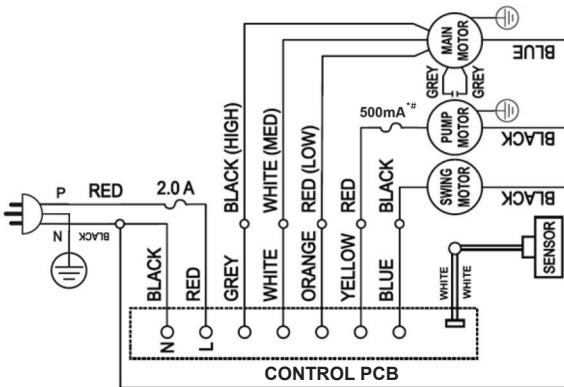 MAIN
MOTOR
BLUE
GREY
GREY
500mA*#
PUMP
MOTOR
BLACK
SWING
MOTOR
BLACK
SENSOR
WHITE
WHITE
P
RED
2.0 A
N
BLACK
BLACK (HIGH)
WHITE (MED)
RED (LOW)
RED
BLACK
BLACK
RED
GREY
WHITE
ORANGE
YELLOW
BLUE
N
L
CONTROL PCB